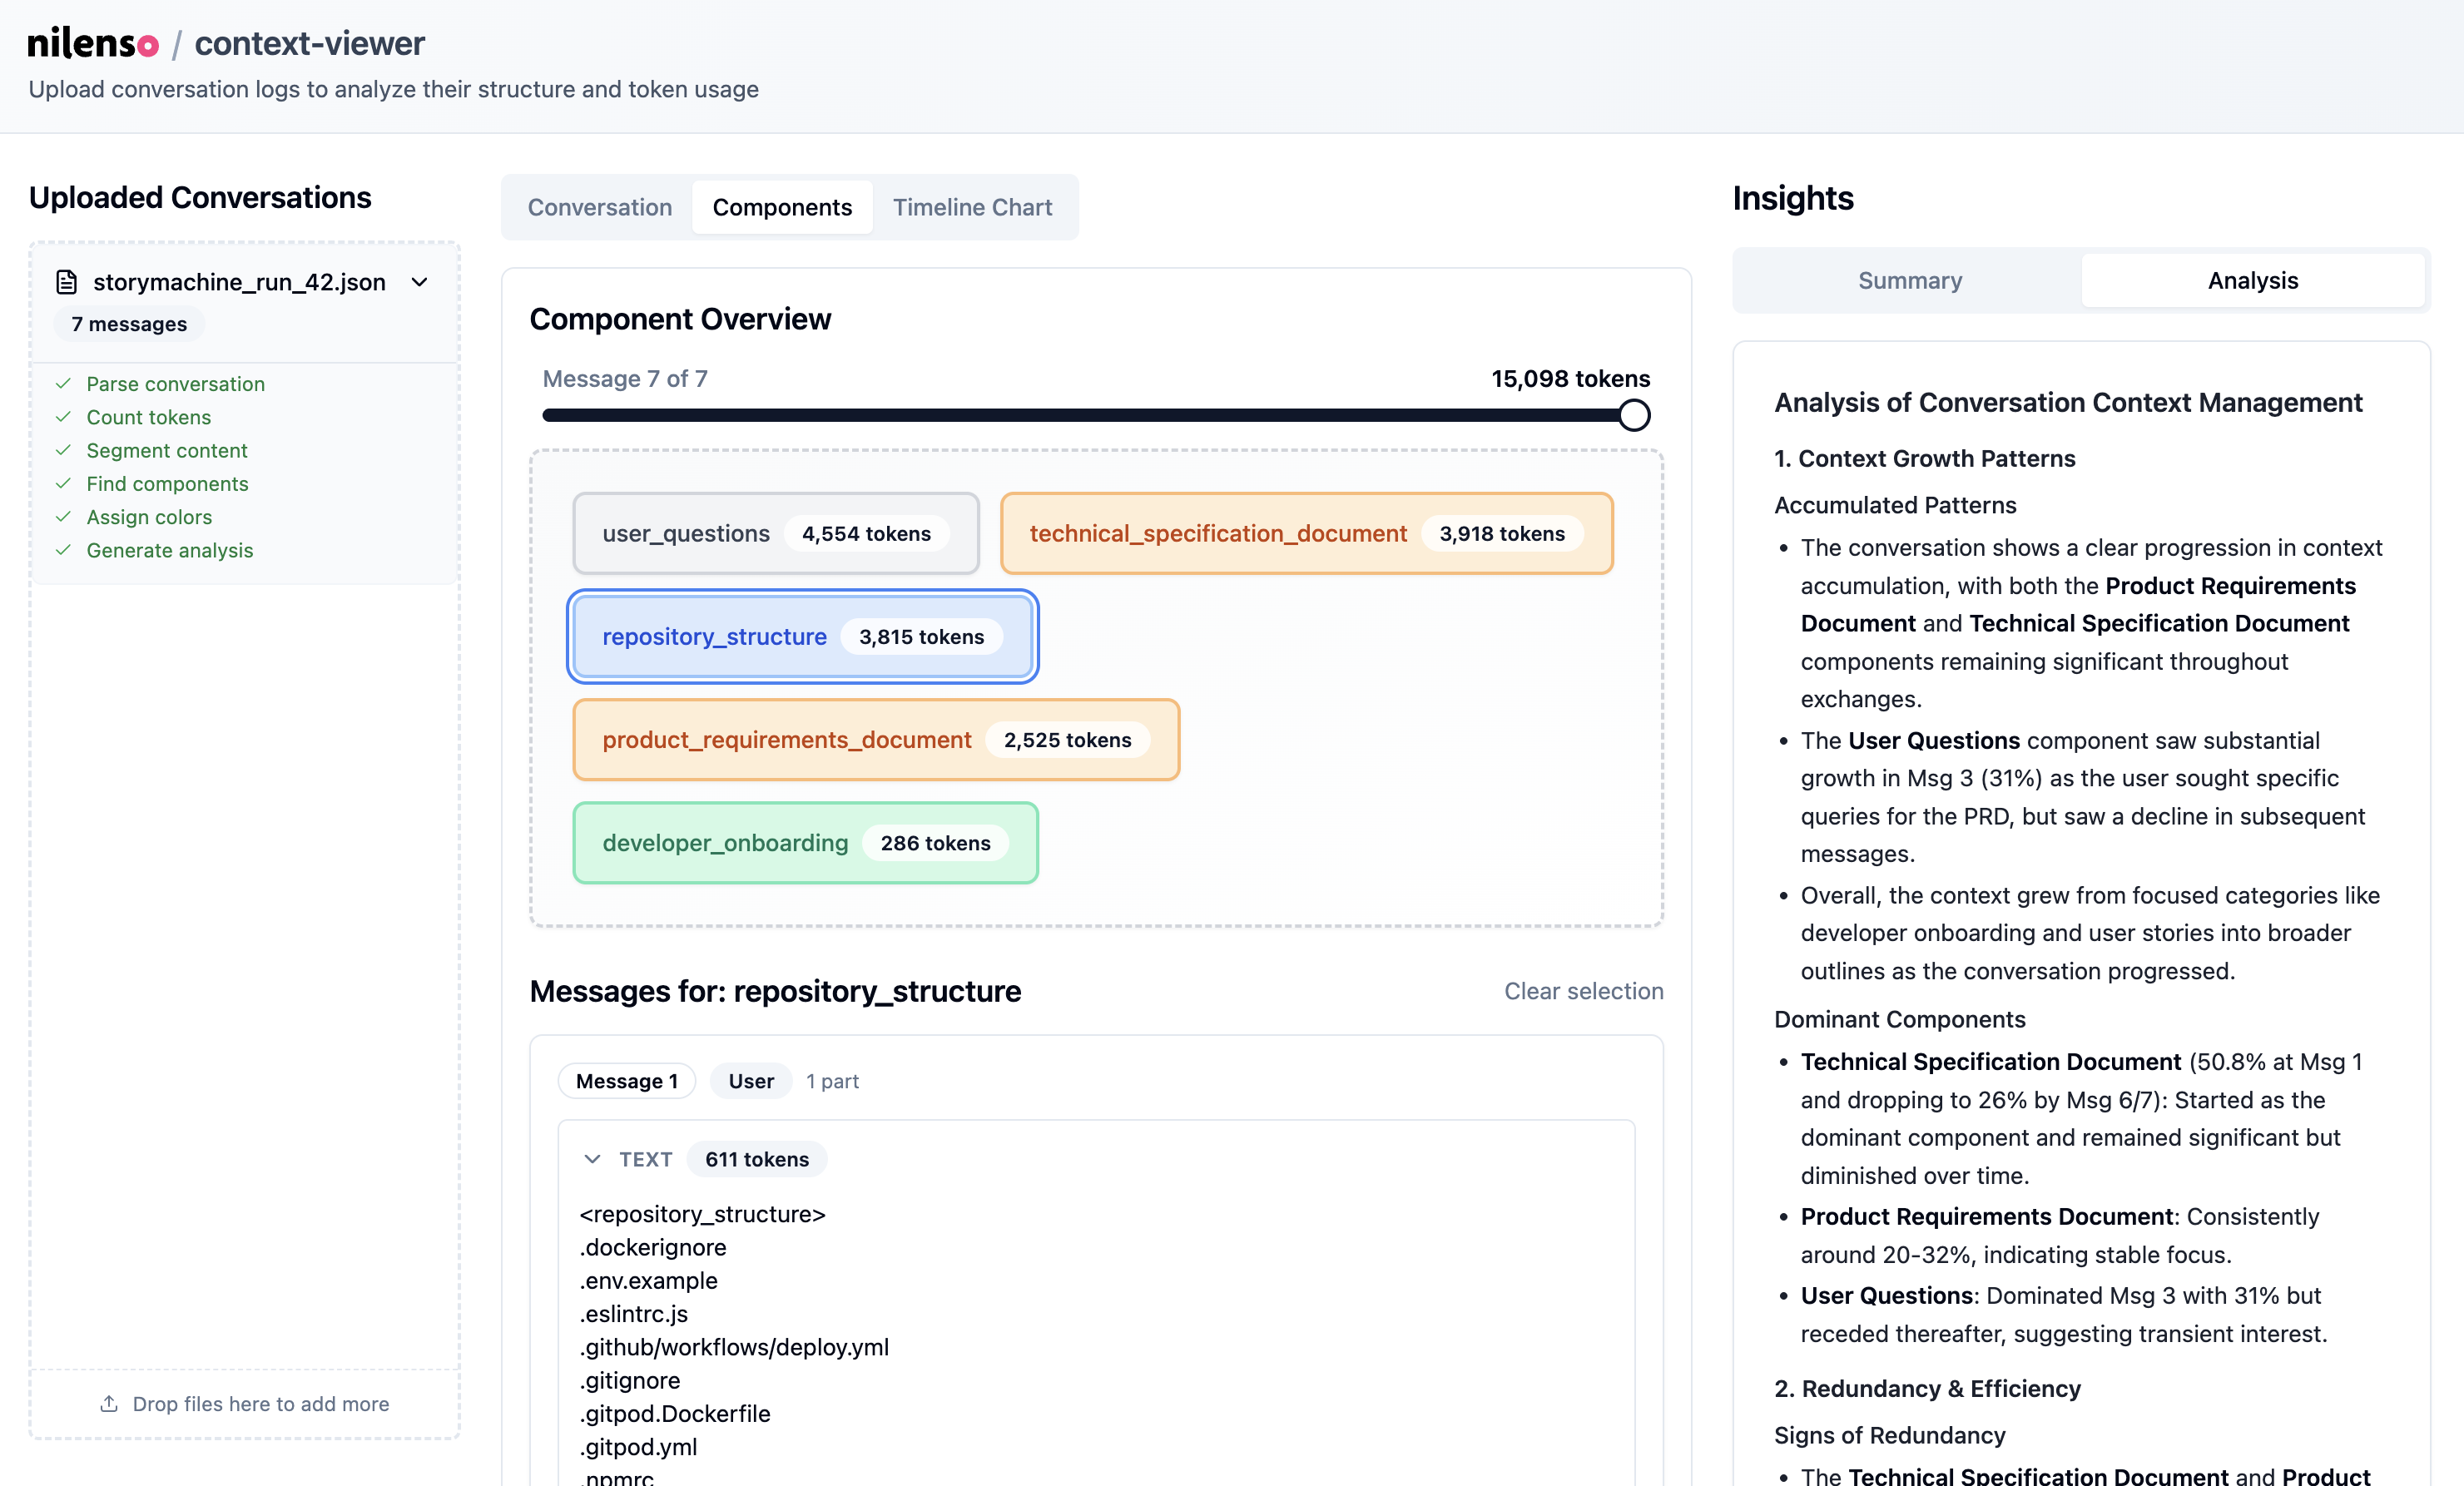 nilenso / context-viewer
Upload conversation logs to analyze their structure and token usage
Uploaded Conversations
storymachine_run_42.json
7 messages
Parse conversation
Count tokens
Segment content
Find components
Assign colors
Generate analysis
Drop files here to add more
Conversation Components Timeline Chart
Component Overview
Message 7 of 7 15,098 tokens
user_questions 4,554 tokens
technical_specification_document 3,918 tokens
repository_structure 3,815 tokens
product_requirements_document 2,525 tokens
developer_onboarding 286 tokens
Messages for: repository_structure Clear selection
Message 1 User 1 part
TEXT 611 tokens
<repository_structure>
.dockerignore
.env.example
.eslintrc.js
.github/workflows/deploy.yml
.gitignore
.gitpod.Dockerfile
.gitpod.yml
.npmrc
Insights
Summary Analysis
Analysis of Conversation Context Management
1. Context Growth Patterns
Accumulated Patterns
• The conversation shows a clear progression in context
accumulation, with both the Product Requirements
Document and Technical Specification Document
components remaining significant throughout
exchanges.
• The User Questions component saw substantial
growth in Msg 3 (31%) as the user sought specific
queries for the PRD, but saw a decline in subsequent
messages.
• Overall, the context grew from focused categories like
developer onboarding and user stories into broader
outlines as the conversation progressed.
Dominant Components
• Technical Specification Document (50.8% at Msg 1
and dropping to 26% by Msg 6/7): Started as the
dominant component and remained significant but
diminished over time.
• Product Requirements Document: Consistently
around 20-32%, indicating stable focus.
• User Questions: Dominated Msg 3 with 31% but
receded thereafter, suggesting transient interest.
2. Redundancy & Efficiency
Signs of Redundancy
• The Technical Specification Document and Product